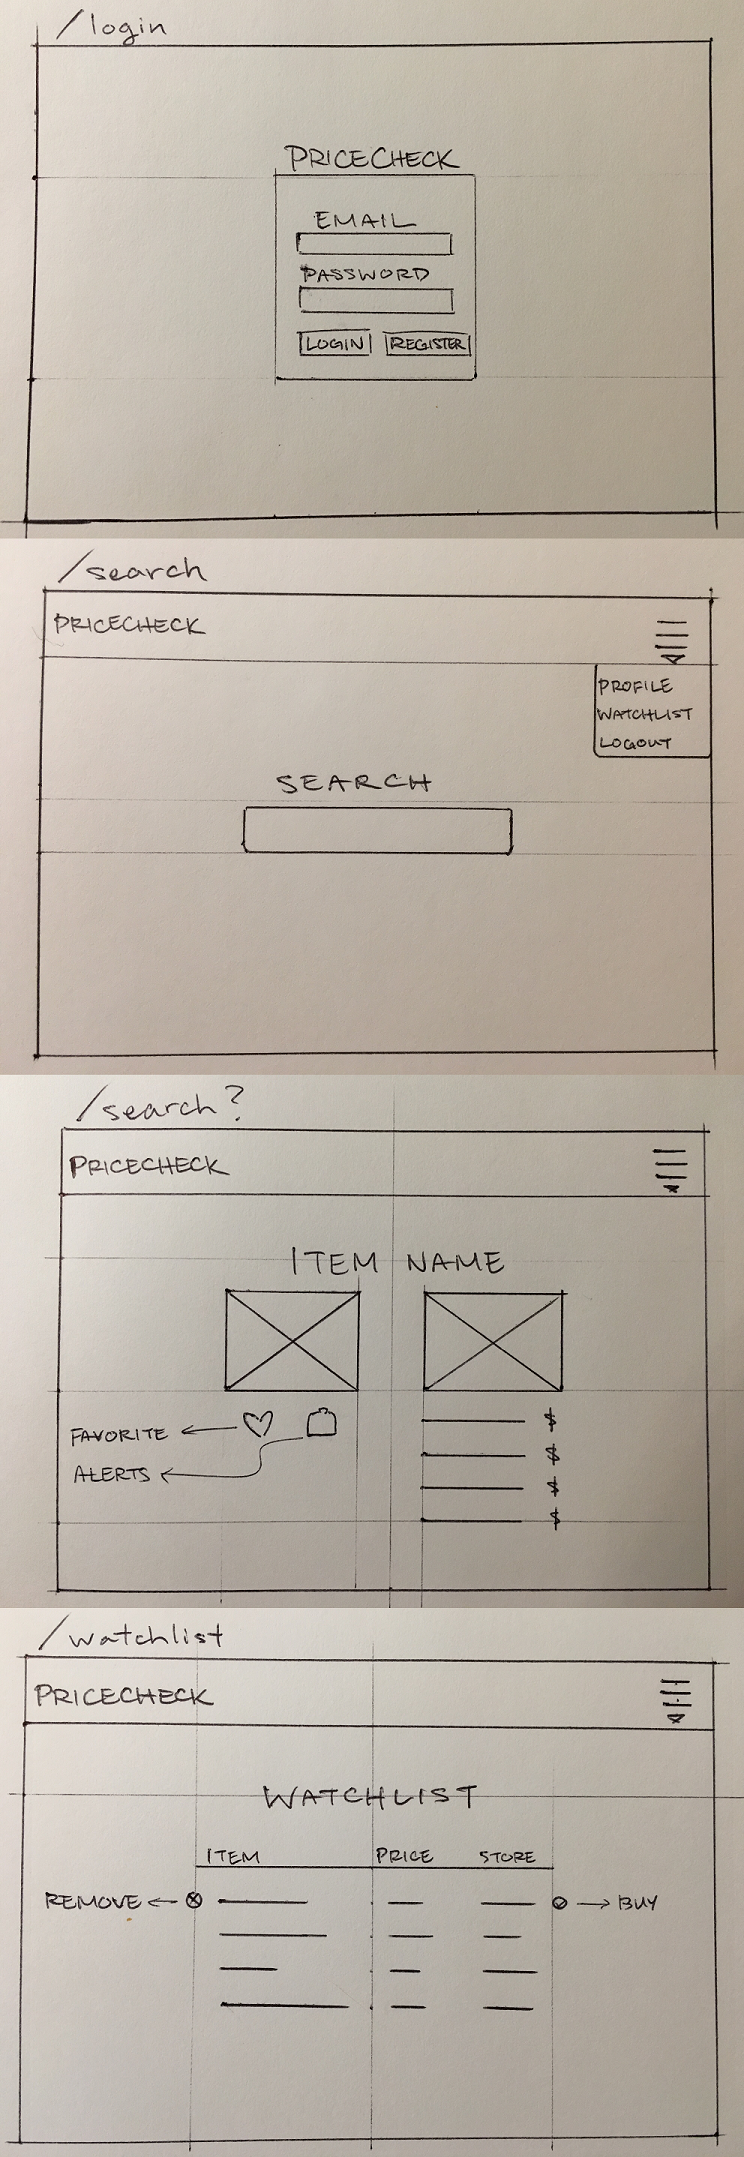 /login
PRICECHECK
EMAIL
PASSWORD
LOGIN REGISTER
/search
PRICECHECK
PROFILE
WATCHLIST
LOGOUT
SEARCH
/search?
PRICECHECK
ITEM NAME
FAVORITE
$
ALERTS
$
$
$
/watchlist
PRICECHECK
WATCHLIST
ITEM PRICE STORE
REMOVE BUY